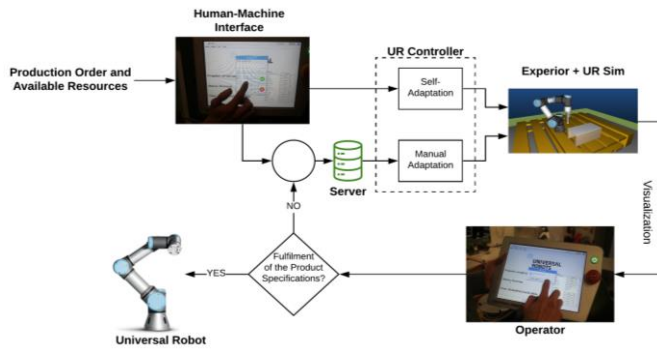 Human-Machine
Interface
Production Order and
Available Resources
UR Controller
Self-
Adaptation
Manual
Adaptation
Experior + UR Sim
Server
Visualization
NO
Fulfilment
of the Product
Specifications?
YES
Universal Robot
UNIVERSAL
ROBOTS
Operator